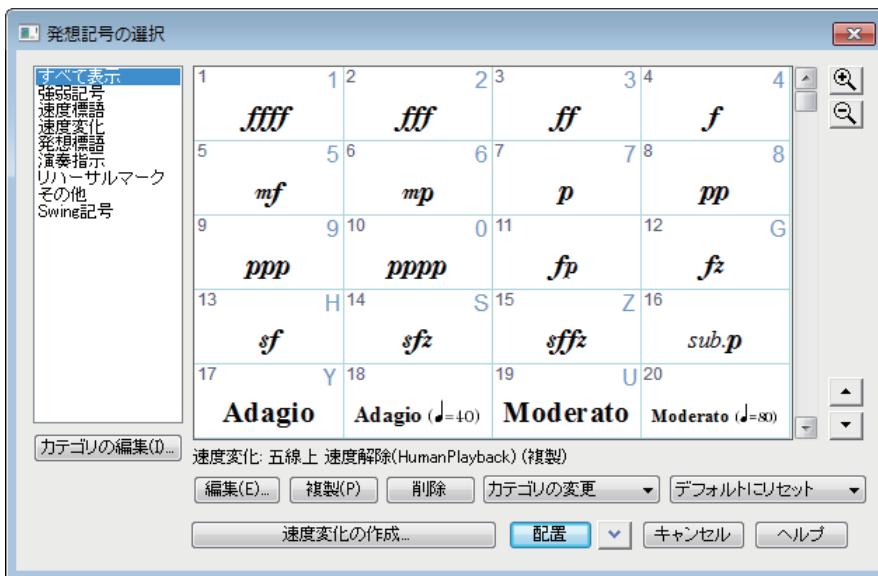 発想記号の選択
すべて表示
強弱記号
速度標語
速度変化
発想標語
演奏指示
リハーサルマーク
その他
Swing記号
1 1 2 2 3 3 4 4
ffff fff ff f
5 5 6 6 7 7 8 8
mf mp p pp
9 9 10 0 11 12 G
ppp pppp fp fz
13 H 14 S 15 Z 16
sf sfz sffz sub.p
17 Y 18 19 U 20
Adagio Adagio (♩=40) Moderato Moderato (♩=80)
カテゴリの編集(I)...
速度変化: 五線上 速度解除(HumanPlayback) (複製)
編集(E)... 複製(P) 削除 カテゴリの変更 デフォルトにリセット
速度変化の作成... 配置 キャンセル ヘルプ